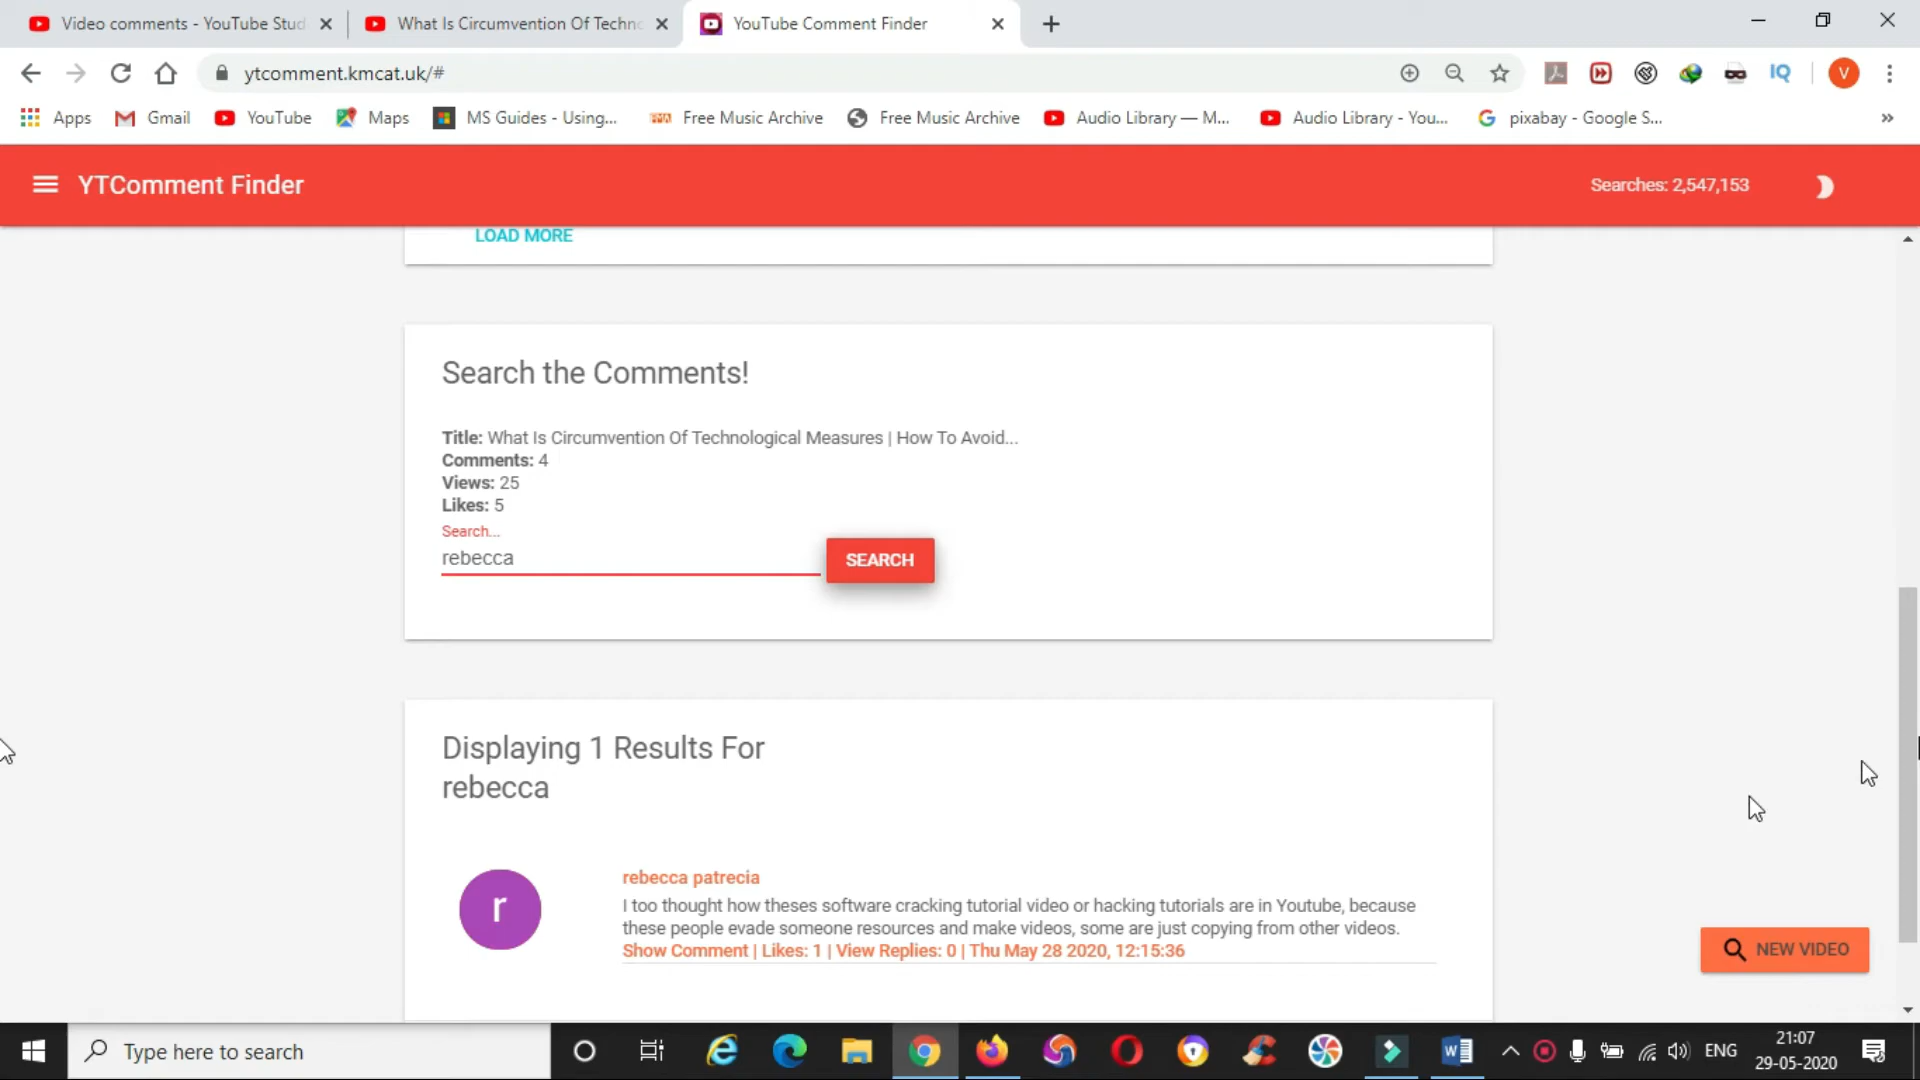 Video comments - YouTube Stud
What Is Circumvention Of Techn
YouTube Comment Finder
ytcomment.kmcat.uk/#
IQ
V
Apps
Gmail
YouTube
Maps
MS Guides - Using...
Free Music Archive
Free Music Archive
Audio Library — M...
Audio Library - You...
pixabay - Google S...
YTComment Finder
Searches: 2,547,153
LOAD MORE
Search the Comments!
Title: What Is Circumvention Of Technological Measures | How To Avoid...
Comments: 4
Views: 25
Likes: 5
Search...
rebecca
SEARCH
Displaying 1 Results For
rebecca
r
rebecca patrecia
I too thought how theses software cracking tutorial video or hacking tutorials are in Youtube, because
these people evade someone resources and make videos, some are just copying from other videos.
Show Comment | Likes: 1 | View Replies: 0 | Thu May 28 2020, 12:15:36
NEW VIDEO
Type here to search
ENG
21:07
29-05-2020